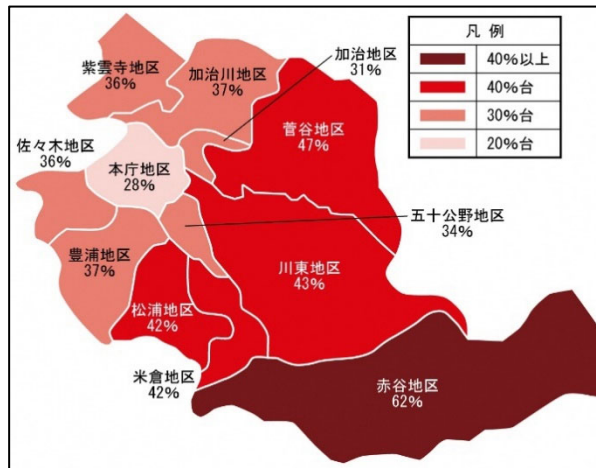 凡 例
40%以上
40%台
30%台
20%台
紫雲寺地区
36%
加治川地区
37%
加治地区
31%
菅谷地区
47%
佐々木地区
36%
本庁地区
28%
五十公野地区
34%
豊浦地区
37%
川東地区
43%
松浦地区
42%
米倉地区
42%
赤谷地区
62%